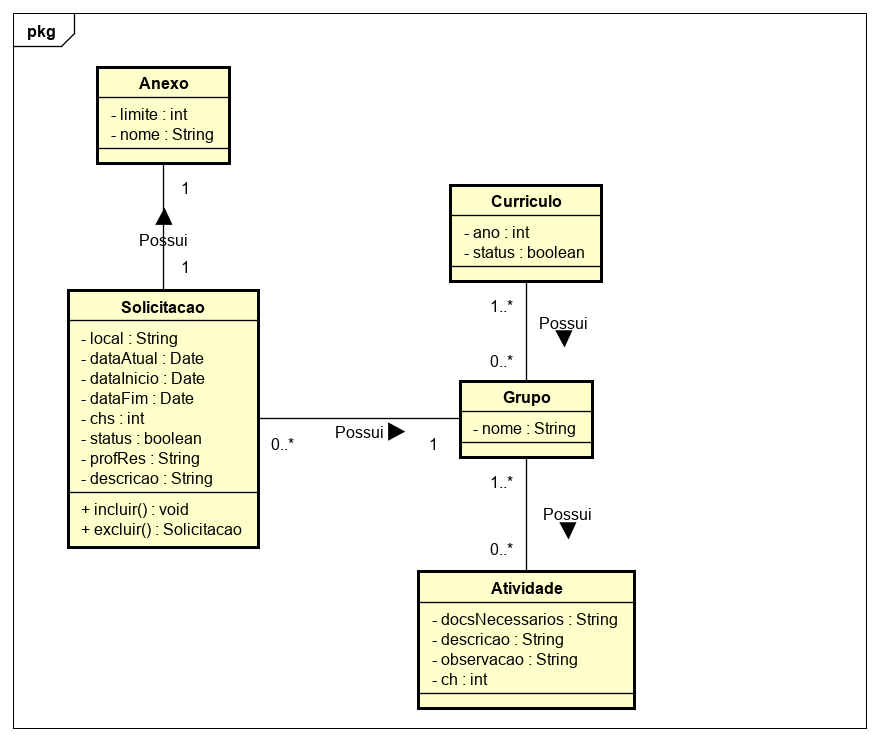 pkg
Anexo
- limite : int
- nome : String
1
Possui
1
Solicitacao
- local : String
- dataAtual : Date
- dataInicio : Date
- dataFim : Date
- chs : int
- status : boolean
- profRes : String
- descricao : String
+ incluir() : void
+ excluir() : Solicitacao
0..*
Possui
1
Curriculo
- ano : int
- status : boolean
1..*
Possui
0..*
Grupo
- nome : String
1..*
Possui
0..*
Atividade
- docsNecessarios : String
- descricao : String
- observacao : String
- ch : int